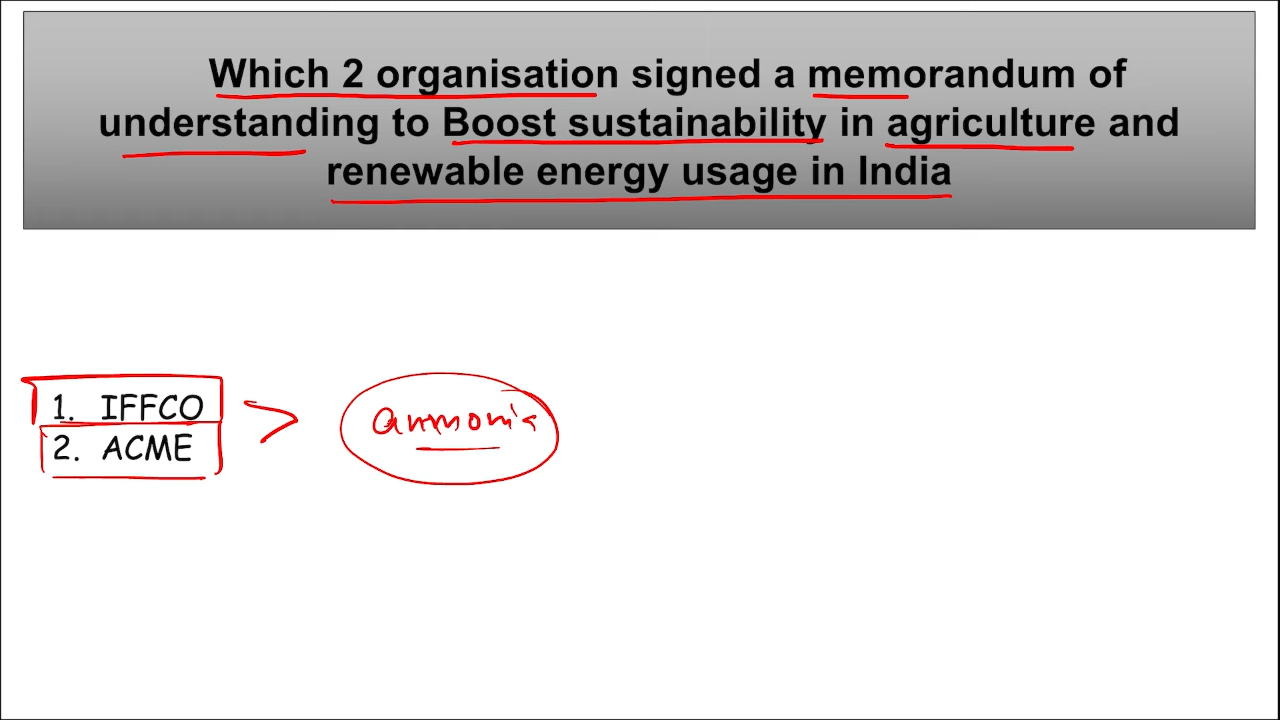 Which 2 organisation signed a memorandum of
understanding to Boost sustainability in agriculture and
renewable energy usage in India
1. IFFCO
2. ACME
ammonia